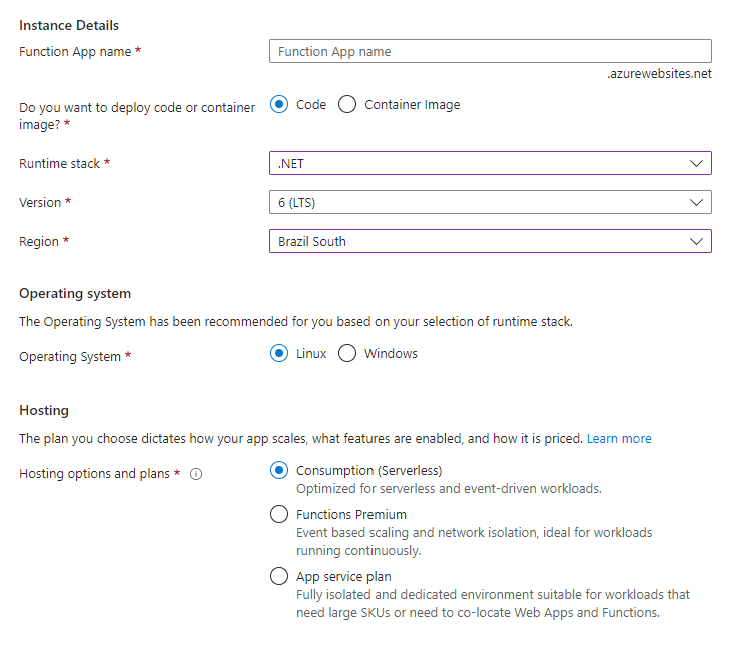 Instance Details
Function App name *
Function App name
.azurewebsites.net
Do you want to deploy code or container
image? *
Code
Container Image
Runtime stack *
.NET
Version *
6 (LTS)
Region *
Brazil South
Operating system
The Operating System has been recommended for you based on your selection of runtime stack.
Operating System *
Linux
Windows
Hosting
The plan you choose dictates how your app scales, what features are enabled, and how it is priced. Learn more
Hosting options and plans *
Consumption (Serverless)
Optimized for serverless and event-driven workloads.
Functions Premium
Event based scaling and network isolation, ideal for workloads
running continuously.
App service plan
Fully isolated and dedicated environment suitable for workloads that
need large SKUs or need to co-locate Web Apps and Functions.